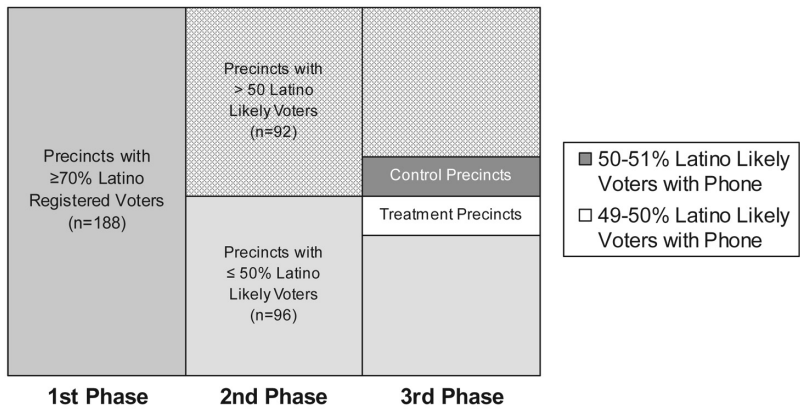 Precincts with
≥70% Latino
Registered Voters
(n=188)
Precincts with
> 50 Latino
Likely Voters
(n=92)
Precincts with
≤ 50% Latino
Likely Voters
(n=96)
Control Precincts
Treatment Precincts
50-51% Latino Likely
Voters with Phone
49-50% Latino Likely
Voters with Phone
1st Phase
2nd Phase
3rd Phase